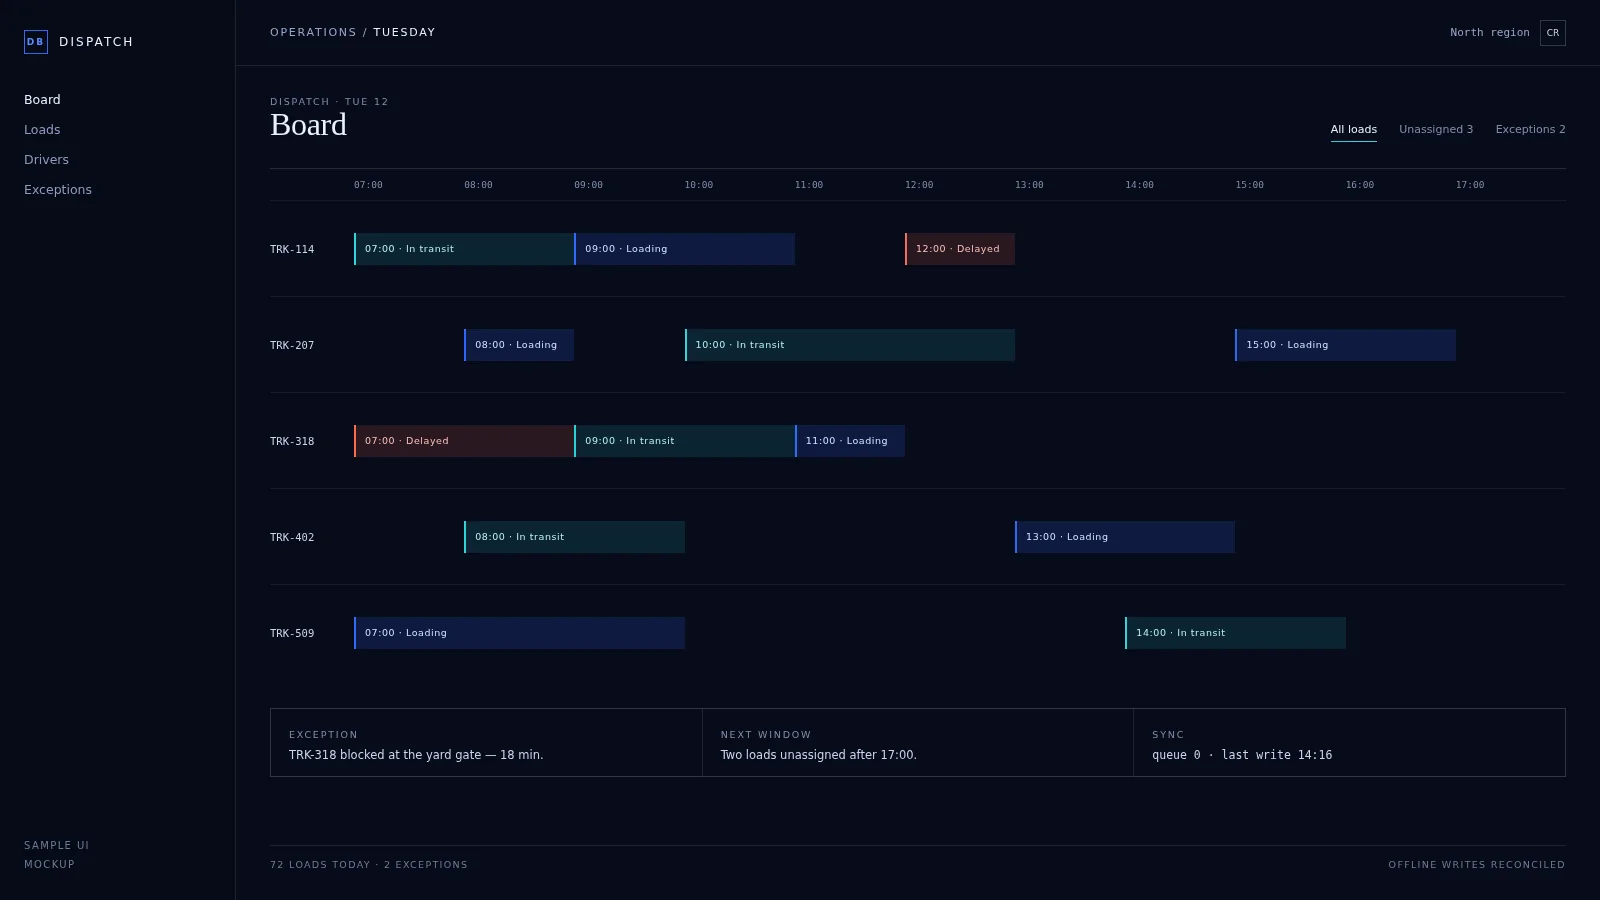 DB DISPATCH
Board
Loads
Drivers
Exceptions
SAMPLE UI
MOCKUP
OPERATIONS / TUESDAY
North region CR
DISPATCH · TUE 12
Board
All loads Unassigned 3 Exceptions 2
07:00 08:00 09:00 10:00 11:00 12:00 13:00 14:00 15:00 16:00 17:00
TRK-114 07:00 · In transit 09:00 · Loading 12:00 · Delayed
TRK-207 08:00 · Loading 10:00 · In transit 15:00 · Loading
TRK-318 07:00 · Delayed 09:00 · In transit 11:00 · Loading
TRK-402 08:00 · In transit 13:00 · Loading
TRK-509 07:00 · Loading 14:00 · In transit
EXCEPTION
TRK-318 blocked at the yard gate — 18 min.
NEXT WINDOW
Two loads unassigned after 17:00.
SYNC
queue 0 · last write 14:16
72 LOADS TODAY · 2 EXCEPTIONS
OFFLINE WRITES RECONCILED